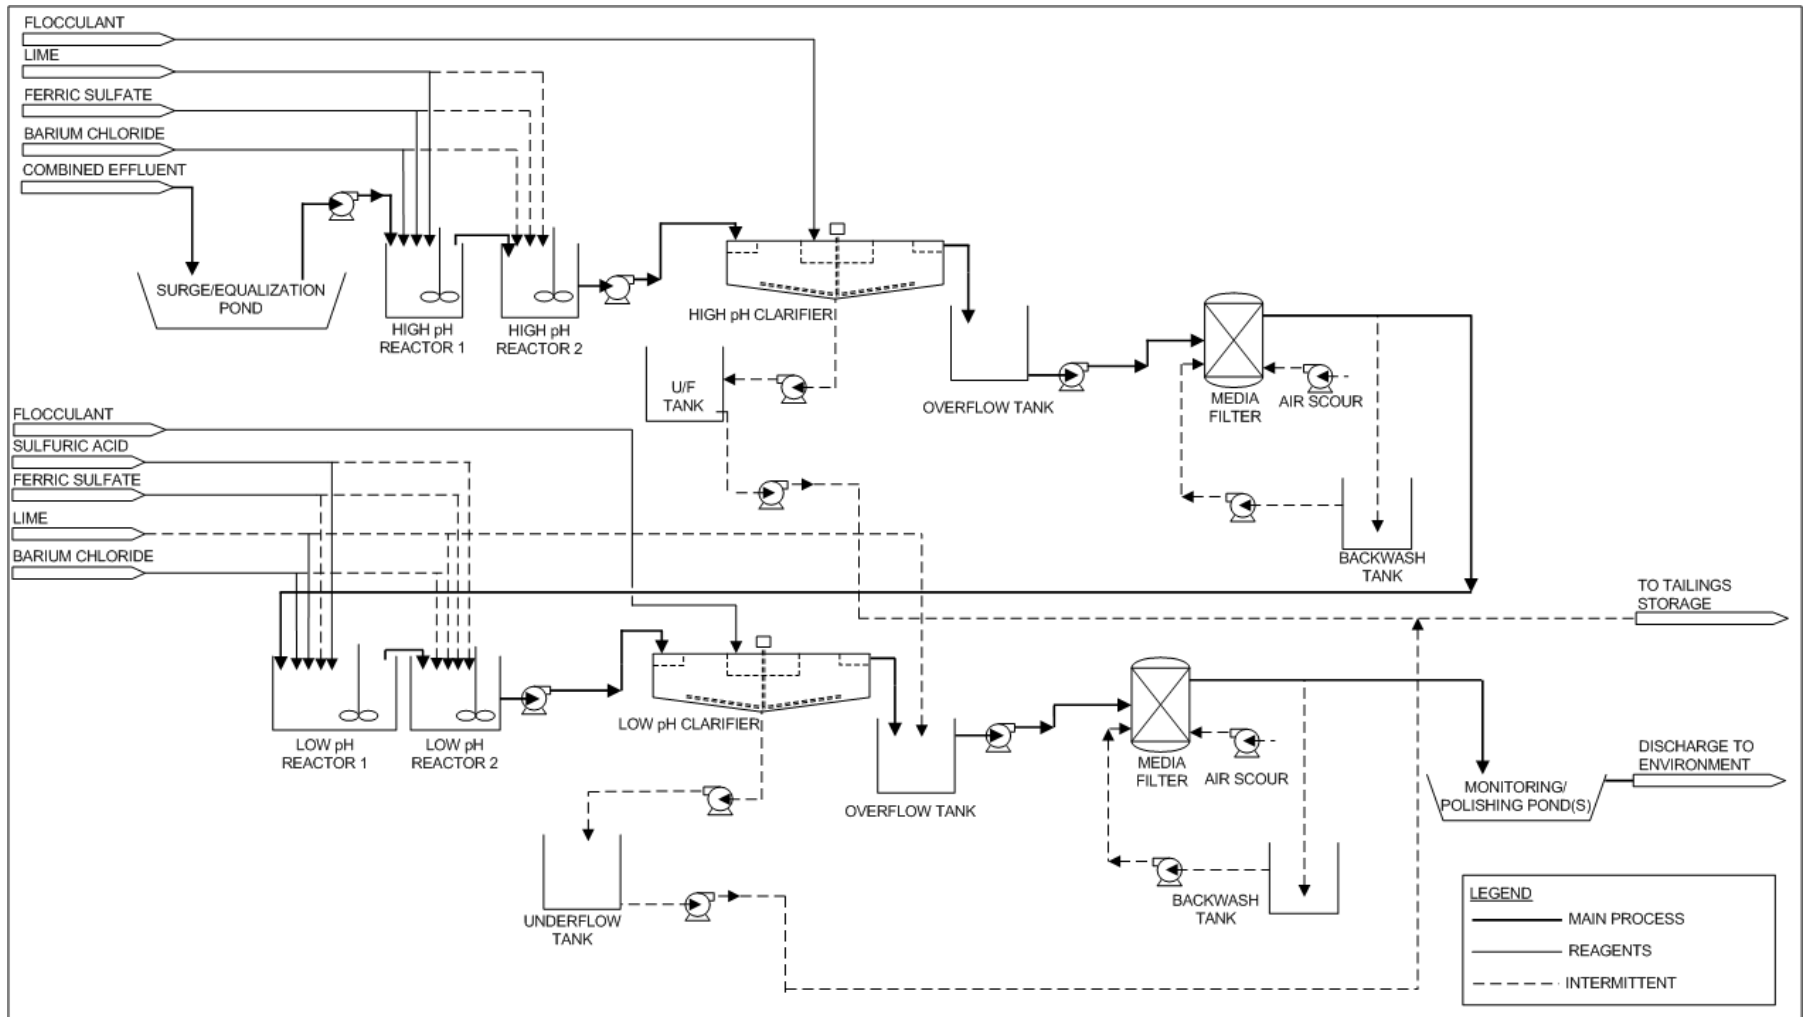 FLOCCULANT
LIME
FERRIC SULFATE
BARIUM CHLORIDE
COMBINED EFFLUENT
SURGE/EQUALIZATION
POND
HIGH pH
REACTOR 1
HIGH pH
REACTOR 2
HIGH pH CLARIFIER
U/F
TANK
OVERFLOW TANK
MEDIA
FILTER
AIR SCOUR
BACKWASH
TANK
FLOCCULANT
SULFURIC ACID
FERRIC SULFATE
LIME
BARIUM CHLORIDE
TO TAILINGS
STORAGE
LOW pH
REACTOR 1
LOW pH
REACTOR 2
LOW pH CLARIFIER
OVERFLOW TANK
MEDIA
FILTER
AIR SCOUR
DISCHARGE TO
ENVIRONMENT
MONITORING/
POLISHING POND(S)
UNDERFLOW
TANK
BACKWASH
TANK
LEGEND
MAIN PROCESS
REAGENTS
INTERMITTENT